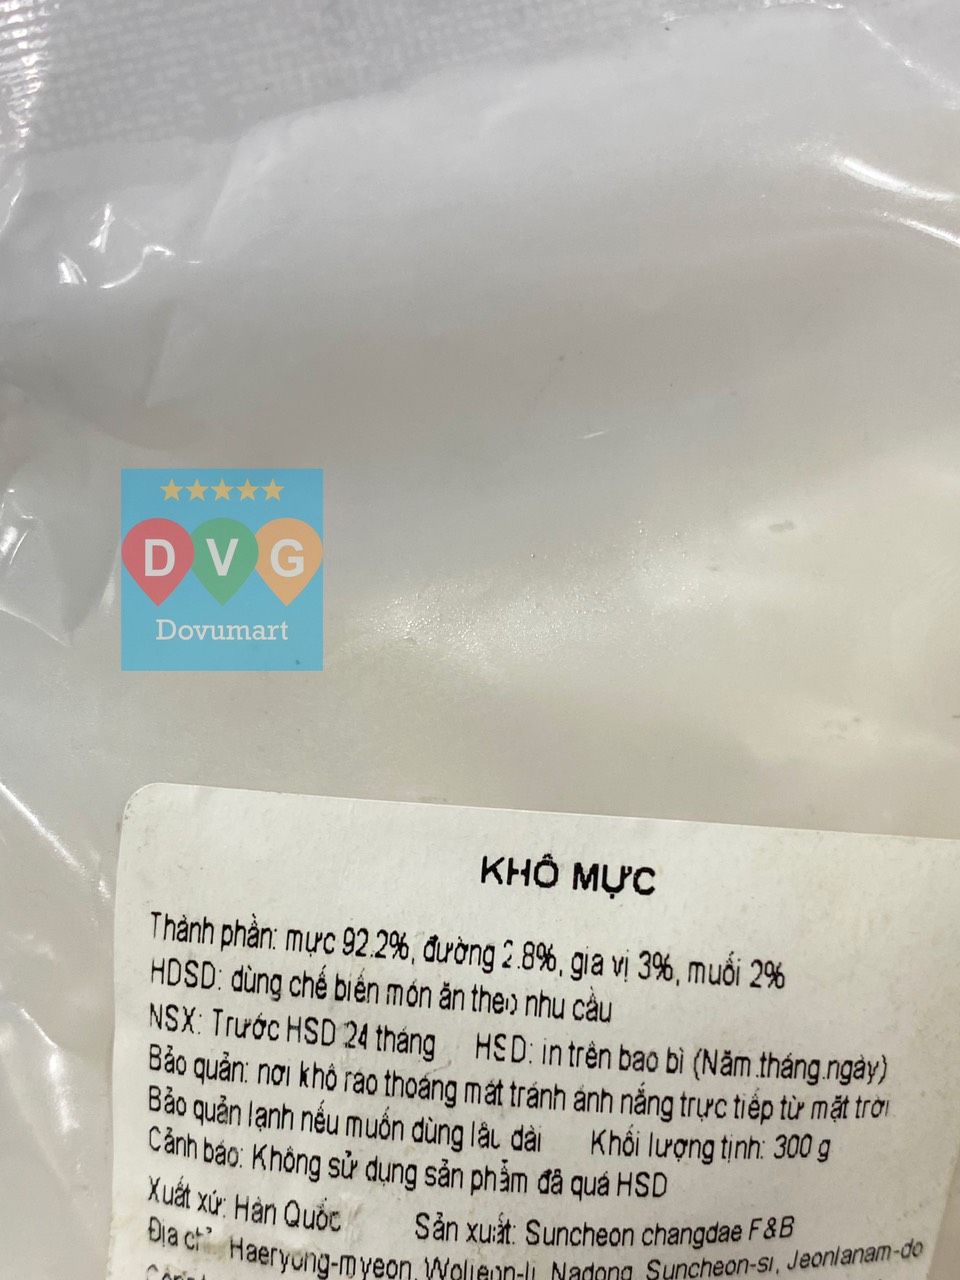 DVG
Dovumart
KHÔ MỰC
Thành phần: mực 92.2%, đường 2.8%, gia vị 3%, muối 2%
HDSD: dùng chế biến món ăn theo nhu cầu
NSX: Trước HSD 24 tháng HSD: in trên bao bì (Năm.tháng.ngày)
Bảo quản: nơi khô ráo thoáng mát tránh ánh nắng trực tiếp từ mặt trời
Bảo quản lạnh nếu muốn dùng lâu dài Khối lượng tịnh: 300 g
Cảnh báo: Không sử dụng sản phẩm đã quá HSD
Xuất xứ: Hàn Quốc Sản xuất: Suncheon changdae F&B
Địa chỉ: Haeryong-myeon, Woljeon-li, Nadong, Suncheon-si, Jeonlanam-do